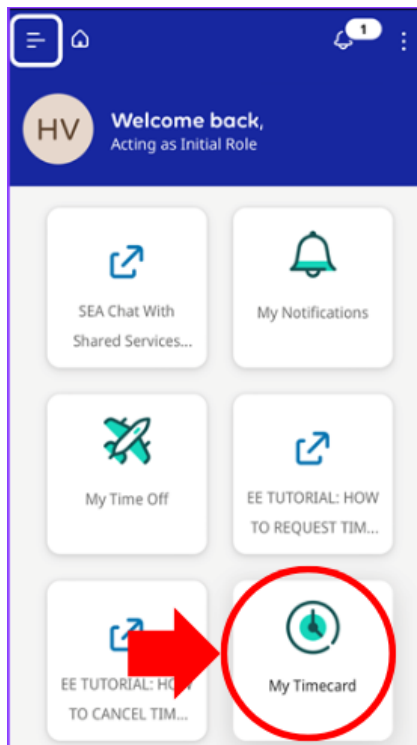 1
HV
Welcome back,
Acting as Initial Role
SEA Chat With
Shared Services...
My Notifications
My Time Off
EE TUTORIAL: HOW
TO REQUEST TIM...
EE TUTORIAL: HOW
TO CANCEL TIM...
My Timecard